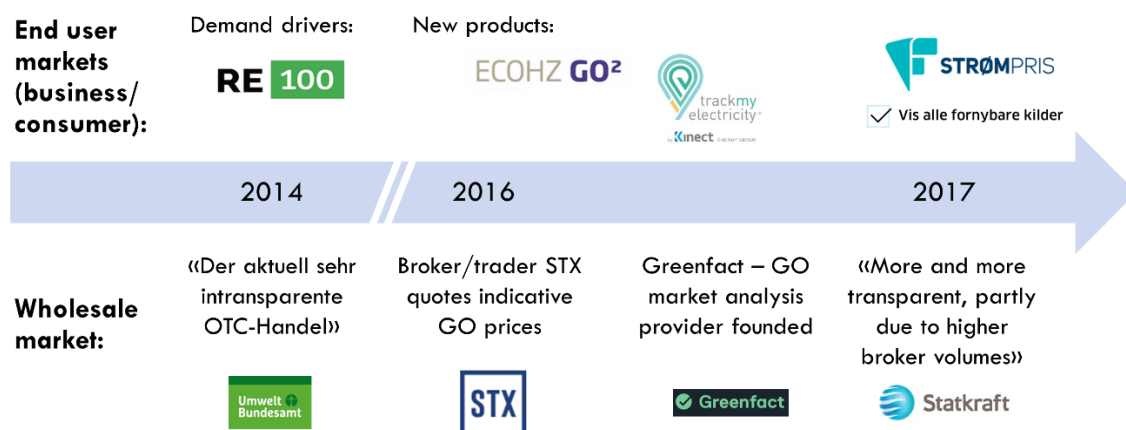 End user
markets
(business/
consumer):
Demand drivers:
RE 100
New products:
ECOHZ GO²
trackmy
electricity™
by Kinect ENERGY GROUP
STRØMPRIS
Vis alle fornybare kilder
2014
2016
2017
Wholesale
market:
«Der aktuell sehr
intransparente
OTC-Handel»
Umwelt
Bundesamt
Broker/trader STX
quotes indicative
GO prices
STX
Greenfact – GO
market analysis
provider founded
Greenfact
«More and more
transparent, partly
due to higher
broker volumes»
Statkraft